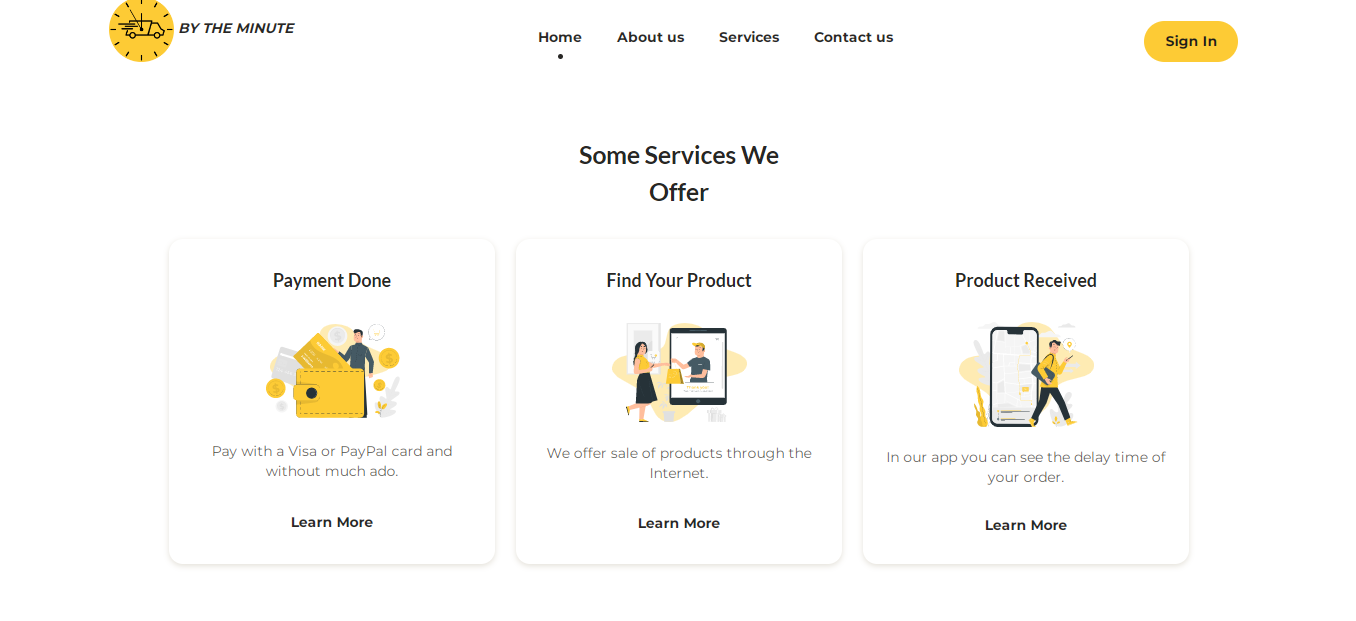 BY THE MINUTE
Home
About us
Services
Contact us
Sign In
Some Services We
Offer
Payment Done
Pay with a Visa or PayPal card and
without much ado.
Learn More
Find Your Product
We offer sale of products through the
Internet.
Learn More
Product Received
In our app you can see the delay time of
your order.
Learn More